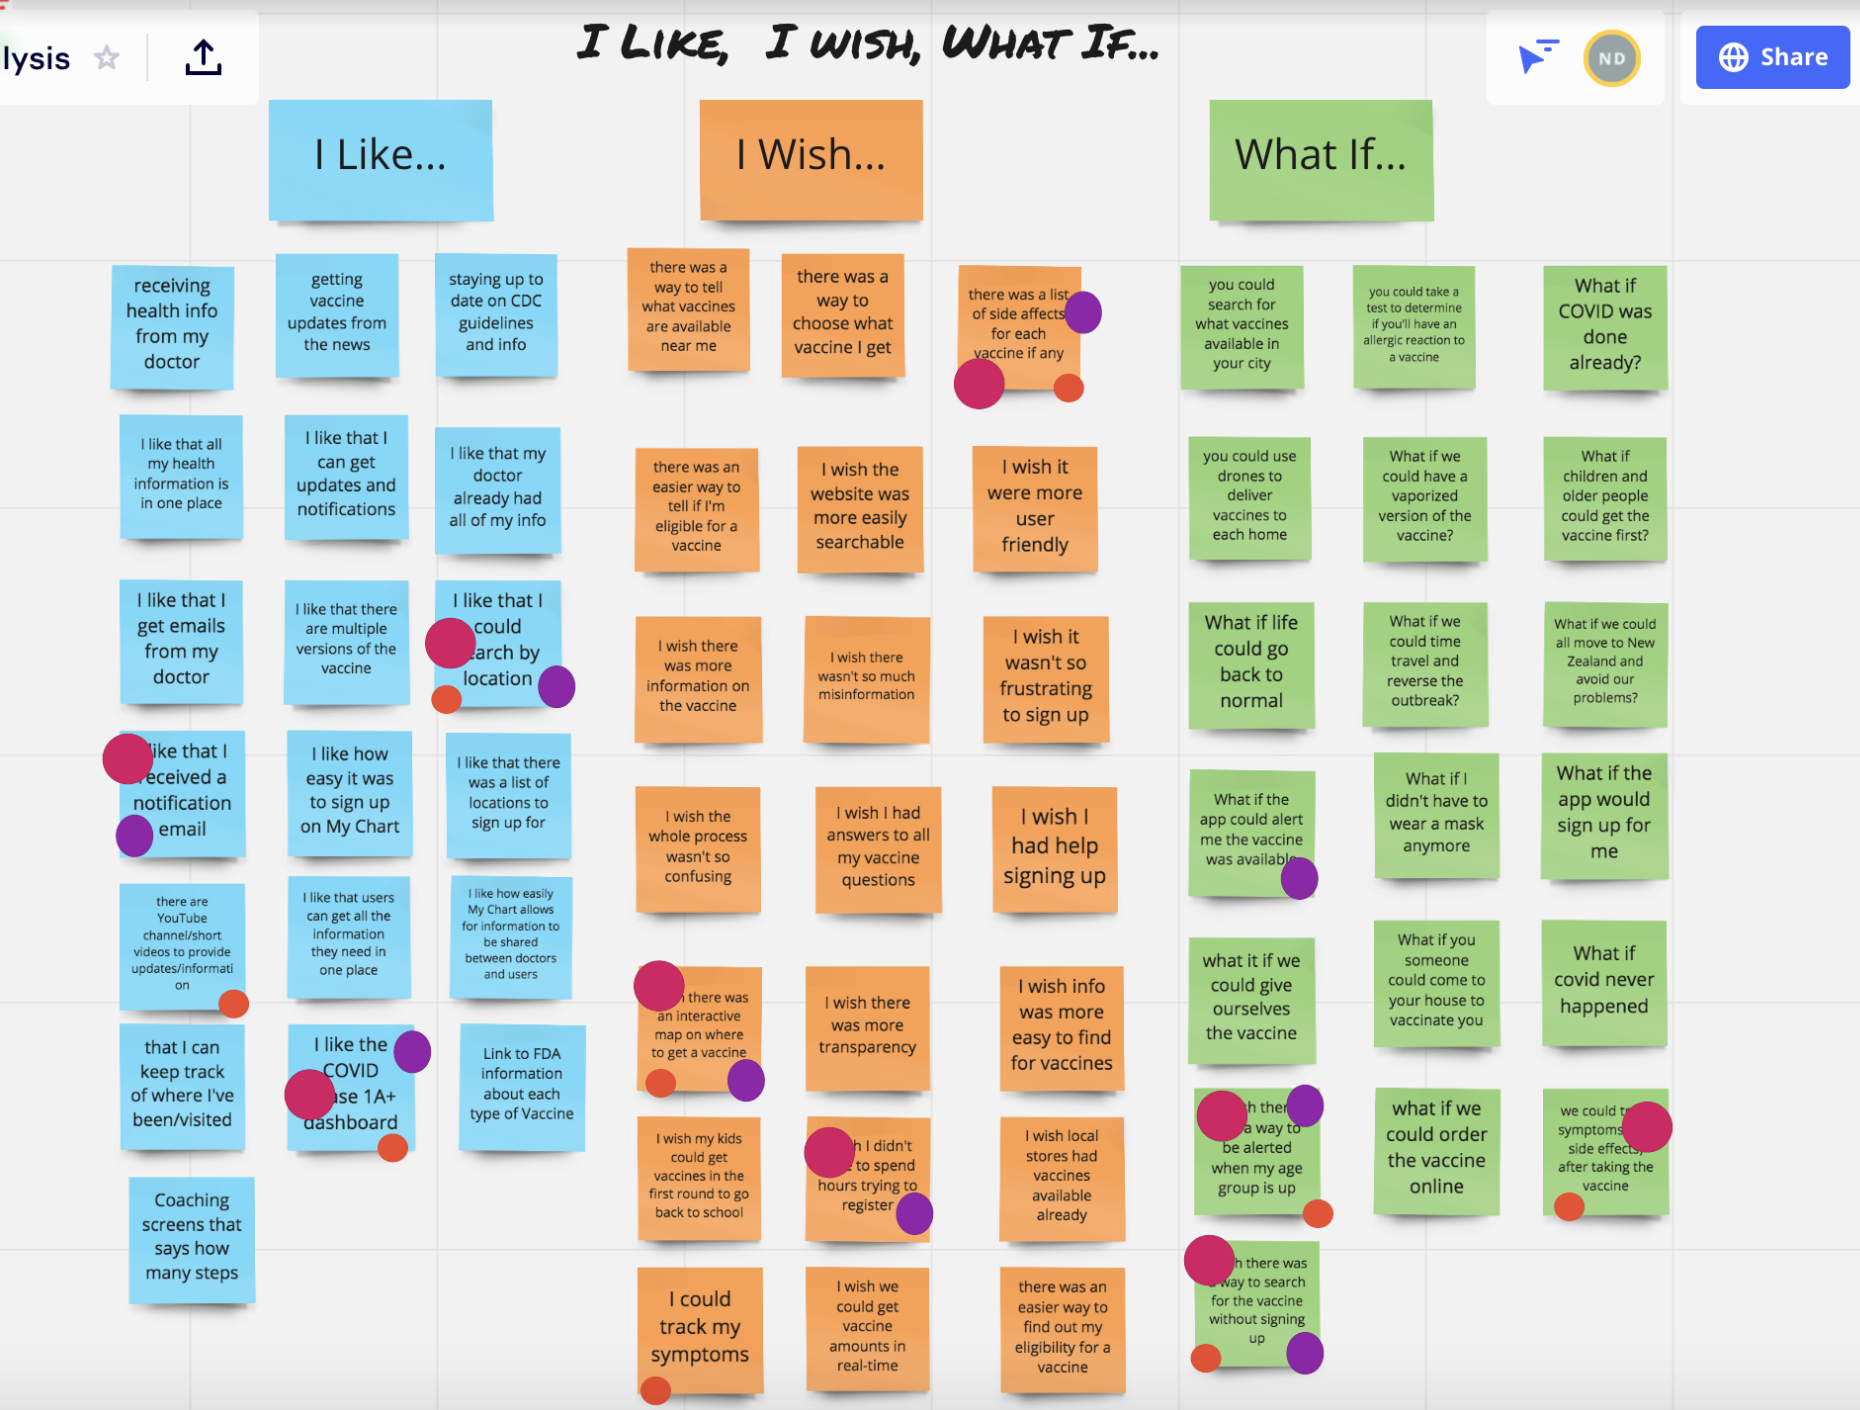 lysis
I Like, I wish, What If...
ND
Share
I Like...
I Wish...
What If...
receiving
health info
from my
doctor
getting
vaccine
updates from
the news
staying up to
date on CDC
guidelines
and info
I like that all
my health
information is
in one place
I like that I
can get
updates and
notifications
I like that my
doctor
already had
all of my info
I like that I
get emails
from my
doctor
I like that there
are multiple
versions of the
vaccine
I like that I
could
arch by
location
like that I
eceived a
notification
email
I like how
easy it was
to sign up
on My Chart
I like that there
was a list of
locations to
sign up for
there are
YouTube
channel/short
videos to provide
updates/informati
on
I like that users
can get all the
information
they need in
one place
I like how easily
My Chart allows
for information to
be shared
between doctors
and users
that I can
keep track
of where I've
been/visited
I like the
COVID
ase 1A+
dashboard
Link to FDA
information
about each
type of Vaccine
Coaching
screens that
says how
many steps
there was a
way to tell
what vaccines
are available
near me
there was a
way to
choose what
vaccine I get
there was a list
of side affects
for each
vaccine if any
there was an
easier way to
tell if I'm
eligible for a
vaccine
I wish the
website was
more easily
searchable
I wish it
were more
user
friendly
I wish there
was more
information on
the vaccine
I wish there
wasn't so much
misinformation
I wish it
wasn't so
frustrating
to sign up
I wish the
whole process
wasn't so
confusing
I wish I had
answers to all
my vaccine
questions
I wish I
had help
signing up
there was
an interactive
map on where
to get a vaccine
I wish there
was more
transparency
I wish info
was more
easy to find
for vaccines
I wish my kids
could get
vaccines in the
first round to go
back to school
h I didn't
to spend
hours trying to
register
I wish local
stores had
vaccines
available
already
I could
track my
symptoms
I wish we
could get
vaccine
amounts in
real-time
there was an
easier way to
find out my
eligibility for a
vaccine
you could
search for
what vaccines
available in
your city
you could take a
test to determine
if you'll have an
allergic reaction to
a vaccine
What if
COVID was
done
already?
you could use
drones to
deliver
vaccines to
each home
What if we
could have a
vaporized
version of the
vaccine?
What if
children and
older people
could get the
vaccine first?
What if life
could go
back to
normal
What if we
could time
travel and
reverse the
outbreak?
What if we could
all move to New
Zealand and
avoid our
problems?
What if the
app could alert
me the vaccine
was available
What if I
didn't have to
wear a mask
anymore
What if the
app would
sign up for
me
what it if we
could give
ourselves
the vaccine
What if you
someone
could come to
your house to
vaccinate you
What if
covid never
happened
h ther
a way to
be alerted
when my age
group is up
what if we
could order
the vaccine
online
we could t
symptoms
side effects,
after taking the
vaccine
h there was
way to search
for the vaccine
without signing
up